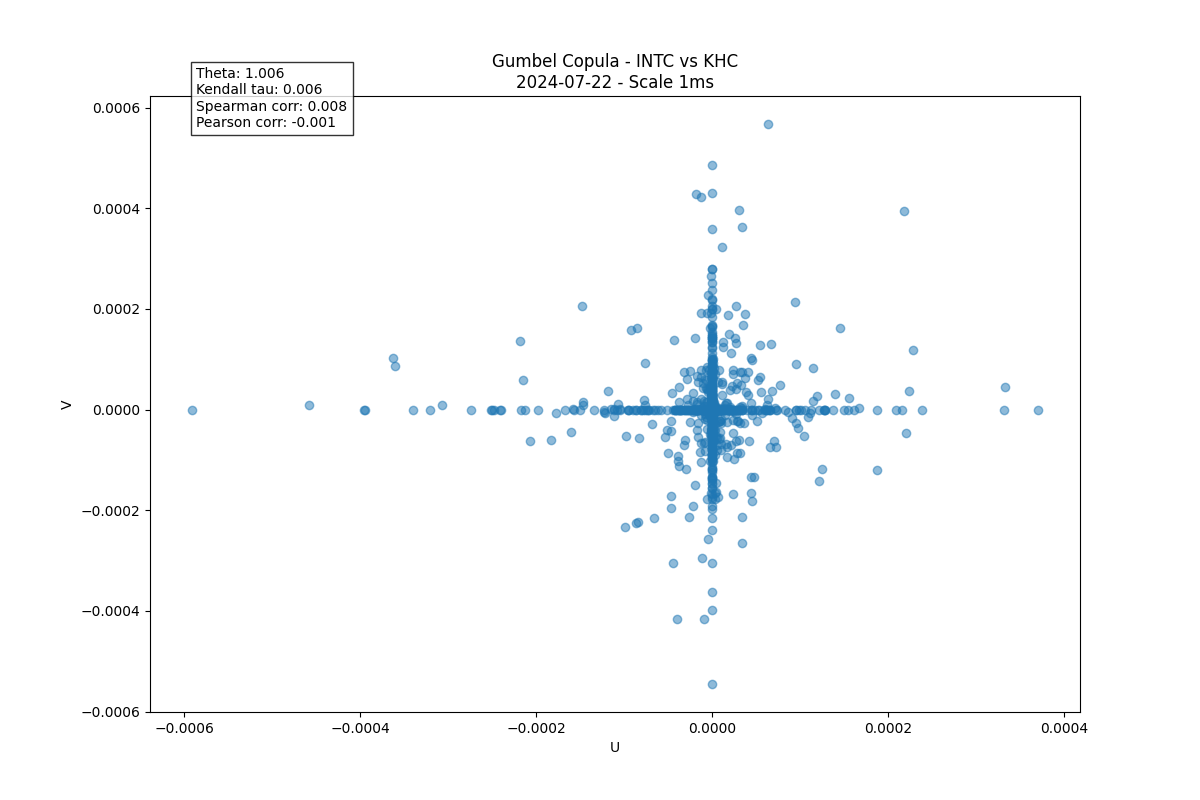 Gumbel Copula - INTC vs KHC
2024-07-22 - Scale 1ms
Theta: 1.006
Kendall tau: 0.006
Spearman corr: 0.008
Pearson corr: -0.001
0.0006
0.0004
0.0002
0.0000
−0.0002
−0.0004
−0.0006
V
−0.0006
−0.0004
−0.0002
0.0000
0.0002
0.0004
U